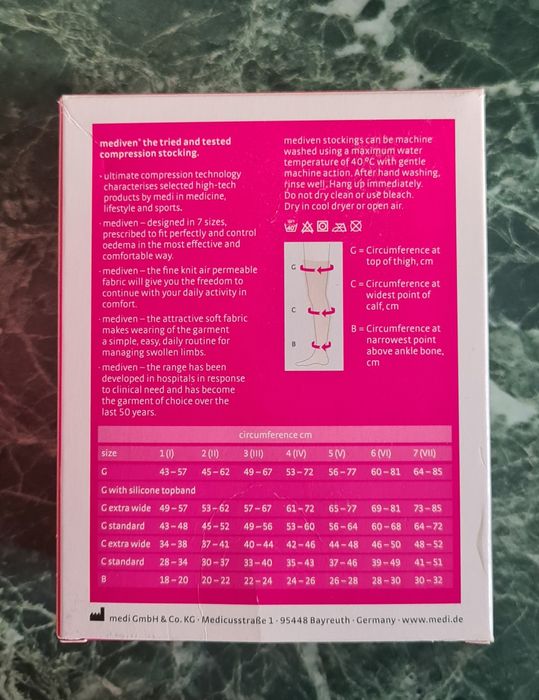 mediven® the tried and tested
compression stocking.
· ultimate compression technology
characterises selected high-tech
products by medi in medicine,
lifestyle and sports.
· mediven – designed in 7 sizes,
prescribed to fit perfectly and control
oedema in the most effective and
comfortable way.
· mediven – the fine knit air permeable
fabric will give you the freedom to
continue with your daily activity in
comfort.
· mediven – the attractive soft fabric
makes wearing of the garment
a simple, easy, daily routine for
managing swollen limbs.
· mediven – the range has been
developed in hospitals in response
to clinical need and has become
the garment of choice over the
last 50 years.
mediven stockings can be machine
washed using a maximum water
temperature of 40 °C with gentle
machine action. After hand washing,
rinse well. Hang up immediately.
Do not dry clean or use bleach.
Dry in cool dryer or open air.
G
C
B
G = Circumference at
top of thigh, cm
C = Circumference at
widest point of
calf, cm
B = Circumference at
narrowest point
above ankle bone,
cm
circumference cm
size 1 (I) 2 (II) 3 (III) 4 (IV) 5 (V) 6 (VI) 7 (VII)
G 43–57 45–62 49–67 53–72 56–77 60–81 64–85
G with silicone topband
G extra wide 49–57 53–62 57–67 61–72 65–77 69–81 73–85
G standard 43–48 45–52 49–56 53–60 56–64 60–68 64–72
C extra wide 34–38 37–41 40–44 42–46 44–48 46–50 48–52
C standard 28–34 30–37 33–40 35–43 37–46 39–49 41–51
B 18–20 20–22 22–24 24–26 26–28 28–30 30–32
medi GmbH & Co. KG · Medicusstraße 1 · 95448 Bayreuth · Germany · www.medi.de